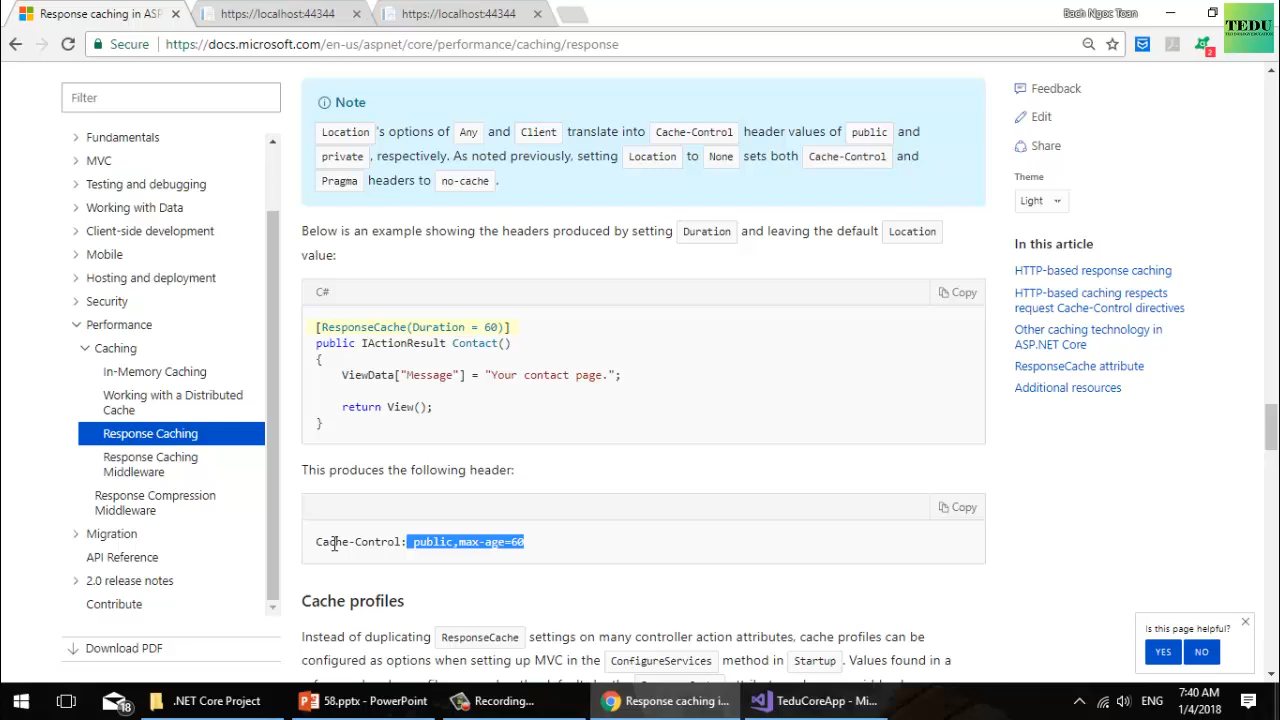 Response caching in ASP
https://localhost:44344
https://localhost:44344
Bach Ngoc Toan
TEDU
Secure
https://docs.microsoft.com/en-us/aspnet/core/performance/caching/response
2
Filter
Fundamentals
MVC
Testing and debugging
Working with Data
Client-side development
Mobile
Hosting and deployment
Security
Performance
Caching
In-Memory Caching
Working with a Distributed
Cache
Response Caching
Response Caching
Middleware
Response Compression
Middleware
Migration
API Reference
2.0 release notes
Contribute
Download PDF
Note
Location 's options of Any and Client translate into Cache-Control header values of public and
private , respectively. As noted previously, setting Location to None sets both Cache-Control and
Pragma headers to no-cache .
Below is an example showing the headers produced by setting Duration and leaving the default Location
value:
C#
Copy
[ResponseCache(Duration = 60)]
public IActionResult Contact()
{
ViewData["Message"] = "Your contact page.";
return View();
}
This produces the following header:
Copy
Cache-Control: public,max-age=60
Cache profiles
Instead of duplicating ResponseCache settings on many controller action attributes, cache profiles can be
configured as options when setting up MVC in the ConfigureServices method in Startup . Values found in a
Feedback
Edit
Share
Theme
Light
In this article
HTTP-based response caching
HTTP-based caching respects
request Cache-Control directives
Other caching technology in
ASP.NET Core
ResponseCache attribute
Additional resources
Is this page helpful?
YES
NO
18
.NET Core Project
58.pptx - PowerPoint
Recording...
Response caching i...
TeduCoreApp - Mi...
ENG
7:40 AM
1/4/2018